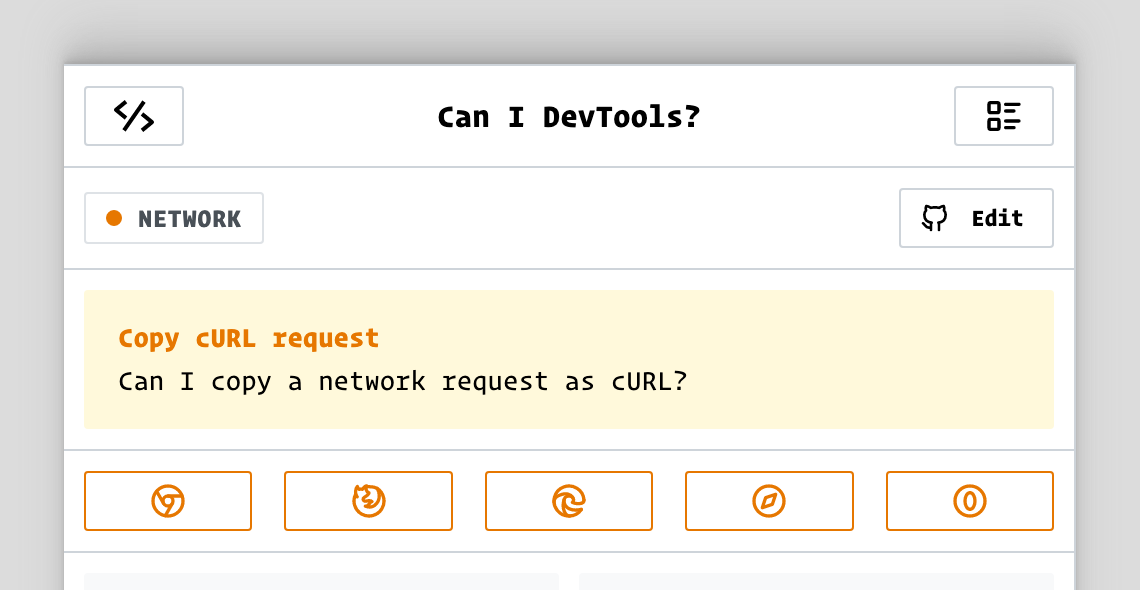 Can I DevTools?
NETWORK
Edit
Copy cURL request
Can I copy a network request as cURL?